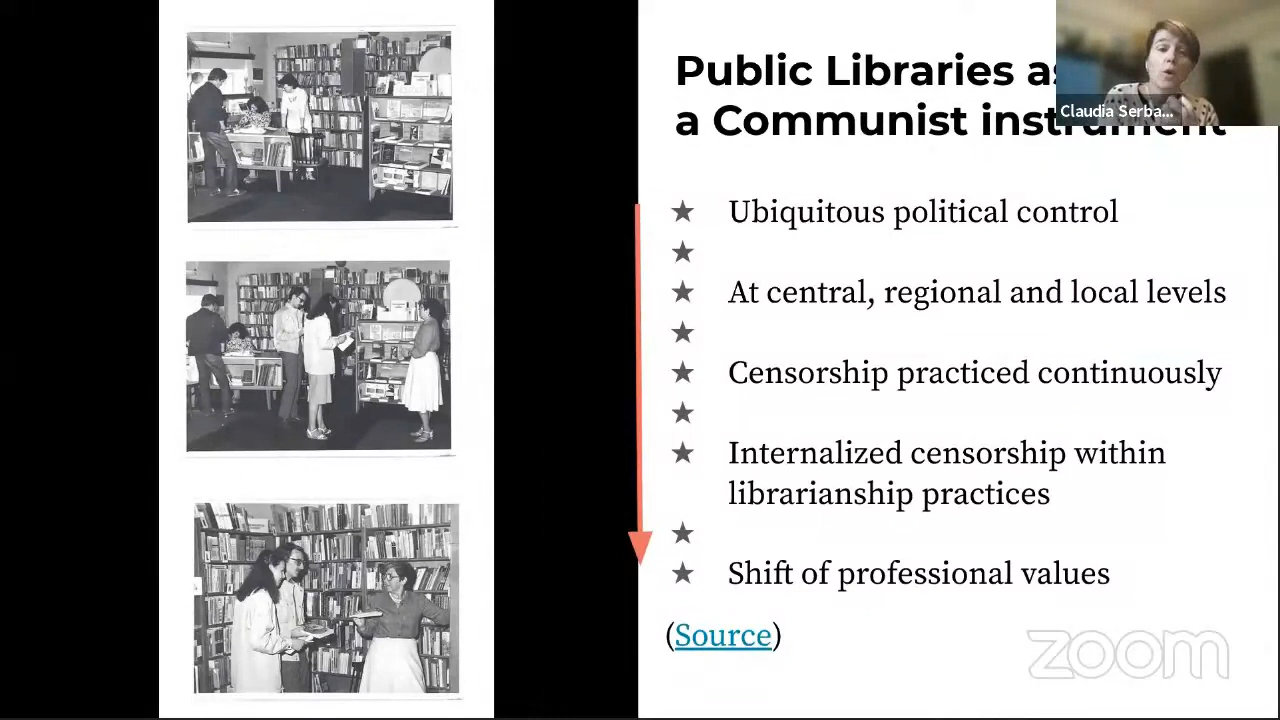 Public Libraries as
a Communist instrument
Claudia Serba...
★ Ubiquitous political control
★
★ At central, regional and local levels
★
★ Censorship practiced continuously
★
★ Internalized censorship within
librarianship practices
★
★ Shift of professional values
(Source)
zoom